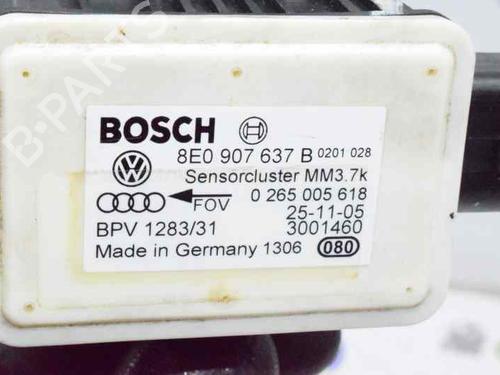 B-PARTS
BOSCH
8E0 907 637 B 0201 028
Sensorcluster MM3.7k
FOV 0 265 005 618
25-11-05
BPV 1283/31 3001460
Made in Germany 1306 080